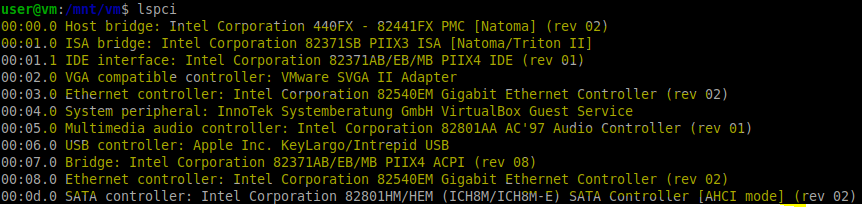 user@vm:/mnt/vm$ lspci
00:00.0 Host bridge: Intel Corporation 440FX - 82441FX PMC [Natoma] (rev 02)
00:01.0 ISA bridge: Intel Corporation 82371SB PIIX3 ISA [Natoma/Triton II]
00:01.1 IDE interface: Intel Corporation 82371AB/EB/MB PIIX4 IDE (rev 01)
00:02.0 VGA compatible controller: VMware SVGA II Adapter
00:03.0 Ethernet controller: Intel Corporation 82540EM Gigabit Ethernet Controller (rev 02)
00:04.0 System peripheral: InnoTek Systemberatung GmbH VirtualBox Guest Service
00:05.0 Multimedia audio controller: Intel Corporation 82801AA AC'97 Audio Controller (rev 01)
00:06.0 USB controller: Apple Inc. KeyLargo/Intrepid USB
00:07.0 Bridge: Intel Corporation 82371AB/EB/MB PIIX4 ACPI (rev 08)
00:08.0 Ethernet controller: Intel Corporation 82540EM Gigabit Ethernet Controller (rev 02)
00:0d.0 SATA controller: Intel Corporation 82801HM/HEM (ICH8M/ICH8M-E) SATA Controller [AHCI mode] (rev 02)